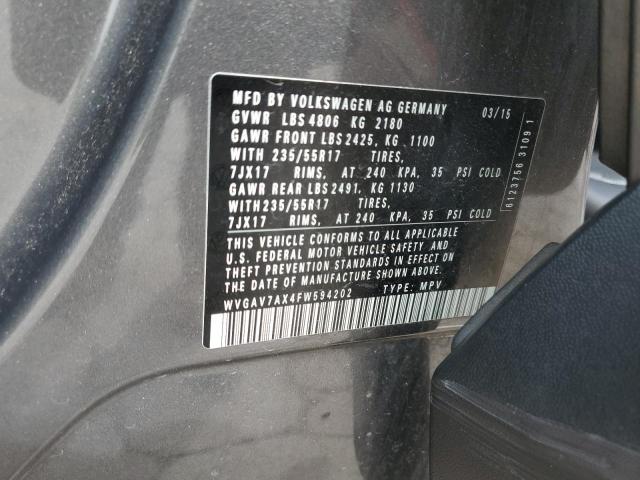 MFD BY VOLKSWAGEN AG GERMANY 03/15
GVWR LBS 4806 KG 2180
GAWR FRONT LBS 2425, KG 1100
WITH 235/55R17 TIRES,
7JX17 RIMS, AT 240 KPA, 35 PSI COLD
GAWR REAR LBS 2491, KG 1130
WITH 235/55R17 TIRES,
7JX17 RIMS, AT 240 KPA, 35 PSI COLD
THIS VEHICLE CONFORMS TO ALL APPLICABLE
U.S. FEDERAL MOTOR VEHICLE SAFETY AND
THEFT PREVENTION STANDARDS IN EFFECT ON
THE DATE OF MANUFACTURE SHOWN ABOVE.
WVGAV7AX4FW594202 TYPE: MPV
6123756 3109 1